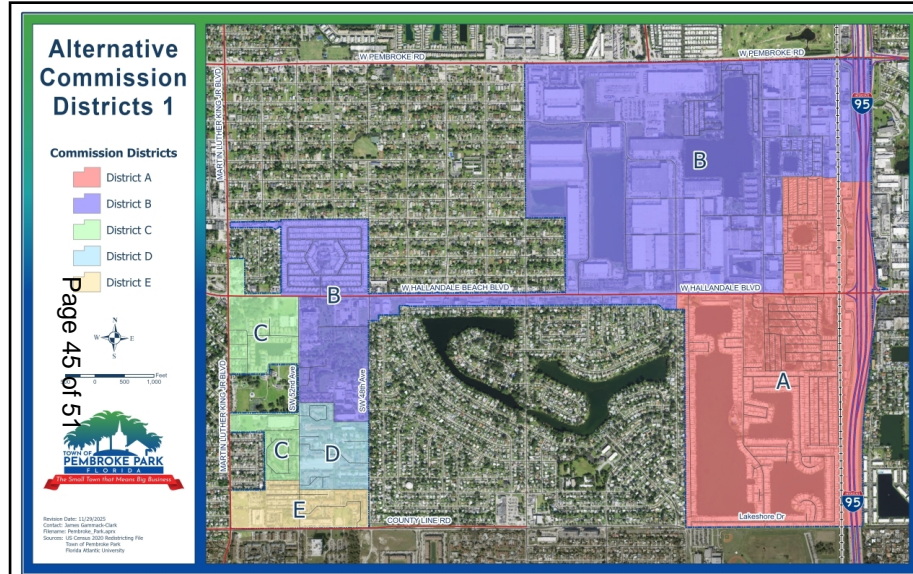 Alternative
Commission
Districts 1
Commission Districts
District A
District B
District C
District D
District E
Page 45 of 51
N
W
E
S
0
500
1,000
Feet
TOWN OF
PEMBROKE PARK
FLORIDA
The Small Town that Means Big Business
Revision Date: 11/29/2025
Contact: James Gammack-Clark
Filename: Pembroke_Park.aprx
Sources: US Census 2020 Redistricting File
Town of Pembroke Park
Florida Atlantic University
W PEMBROKE RD
W PEMBROKE RD
MARTIN LUTHER KING JR BLVD
95
B
B
W HALLANDALE BEACH BLVD
W HALLANDALE BLVD
C
SW 52nd Ave
SW 48th Ave
A
MARTIN LUTHER KING JR BLVD
C
D
E
COUNTY LINE RD
Lakeshore Dr
95